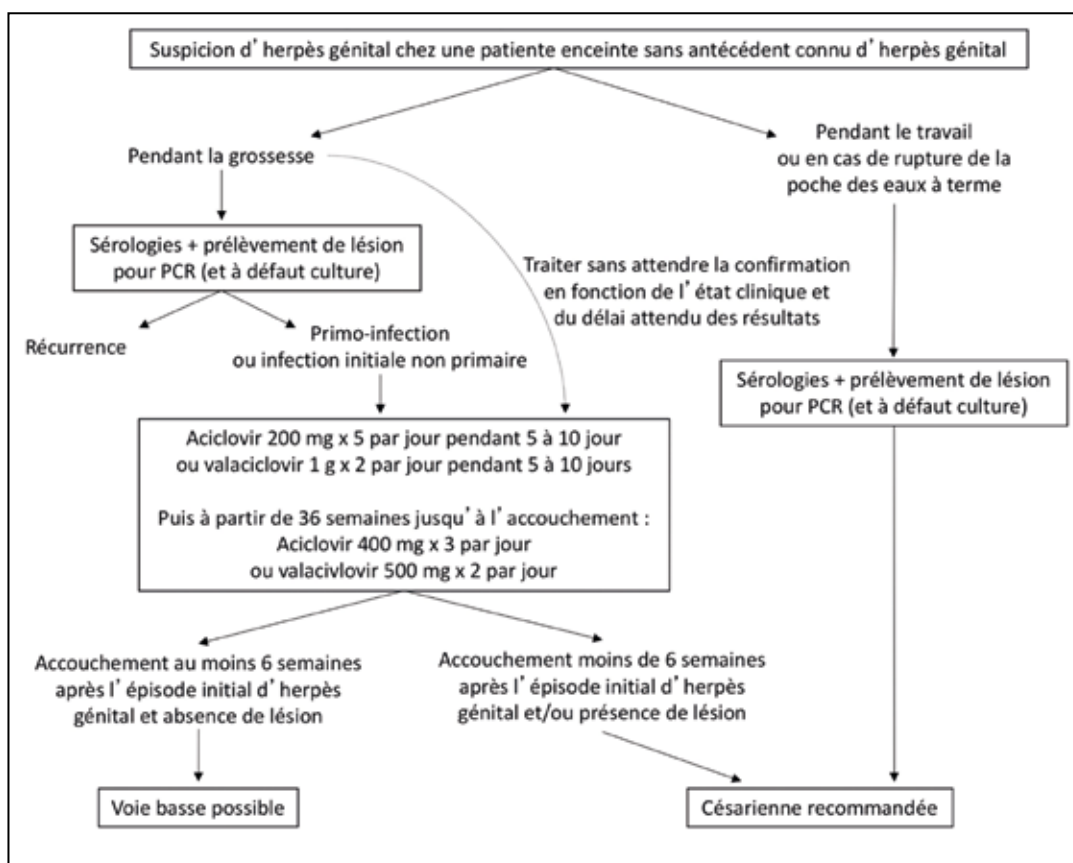 Suspicion d’herpès génital chez une patiente enceinte sans antécédent connu d’herpès génital
Pendant la grossesse
Pendant le travail
ou en cas de rupture de la
poche des eaux à terme
Sérologies + prélèvement de lésion
pour PCR (et à défaut culture)
Traiter sans attendre la confirmation
en fonction de l’état clinique et
du délai attendu des résultats
Récurrence
Primo-infection
ou infection initiale non primaire
Sérologies + prélèvement de lésion
pour PCR (et à défaut culture)
Aciclovir 200 mg x 5 par jour pendant 5 à 10 jour
ou valaciclovir 1 g x 2 par jour pendant 5 à 10 jours
Puis à partir de 36 semaines jusqu’à l’accouchement :
Aciclovir 400 mg x 3 par jour
ou valacivlovir 500 mg x 2 par jour
Accouchement au moins 6 semaines
après l’épisode initial d’herpès
génital et absence de lésion
Accouchement moins de 6 semaines
après l’épisode initial d’herpès
génital et/ou présence de lésion
Voie basse possible
Césarienne recommandée